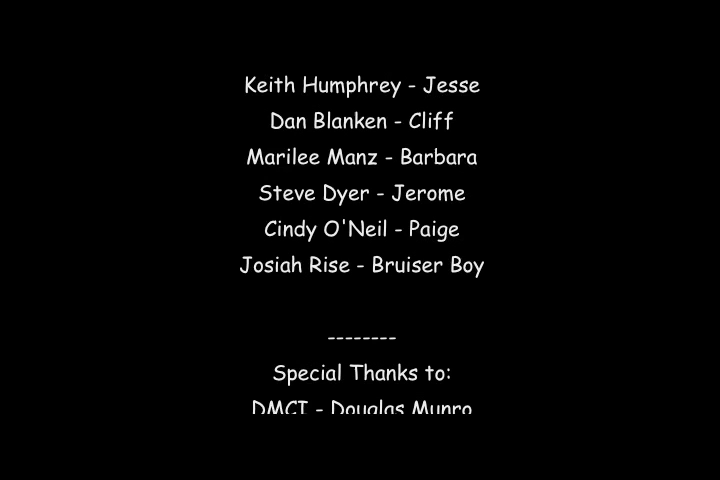 Keith Humphrey - Jesse
Dan Blanken - Cliff
Marilee Manz - Barbara
Steve Dyer - Jerome
Cindy O'Neil - Paige
Josiah Rise - Bruiser Boy
--------
Special Thanks to:
DMCI - Douglas Munro